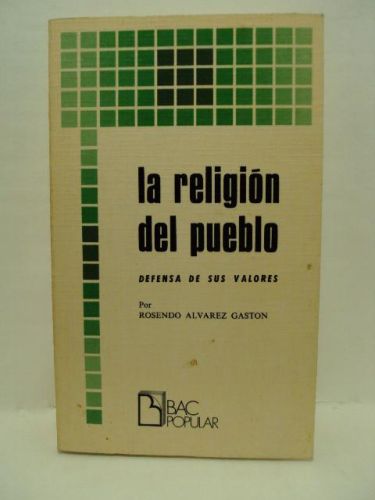 la religión
del pueblo
DEFENSA DE SUS VALORES
Por
ROSENDO ALVAREZ GASTON
BAC
POPULAR